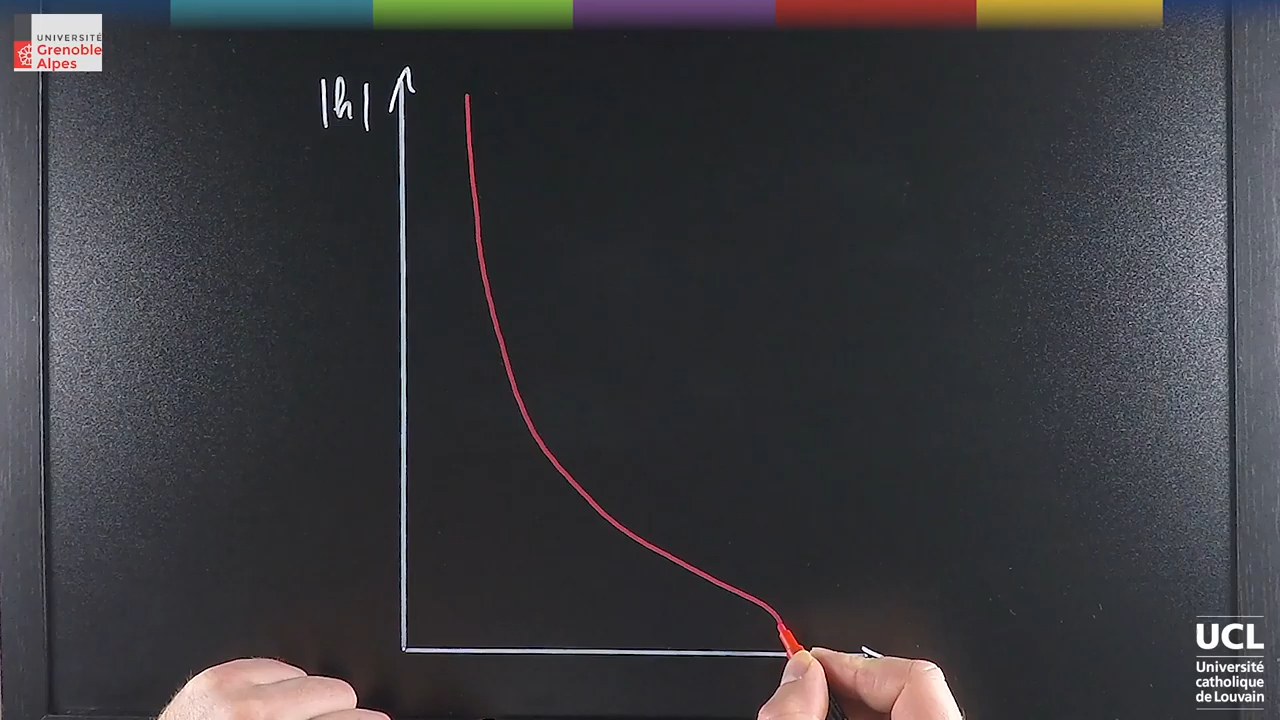 UNIVERSITÉ
Grenoble
Alpes
|h|
UCL
Université
catholique
de Louvain